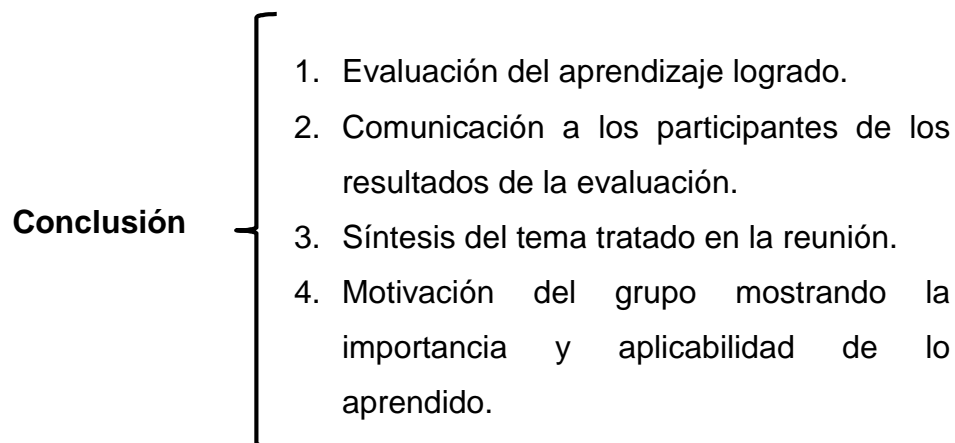 Conclusión
1. Evaluación del aprendizaje logrado.
2. Comunicación a los participantes de los
resultados de la evaluación.
3. Síntesis del tema tratado en la reunión.
4. Motivación del grupo mostrando la
importancia y aplicabilidad de lo
aprendido.